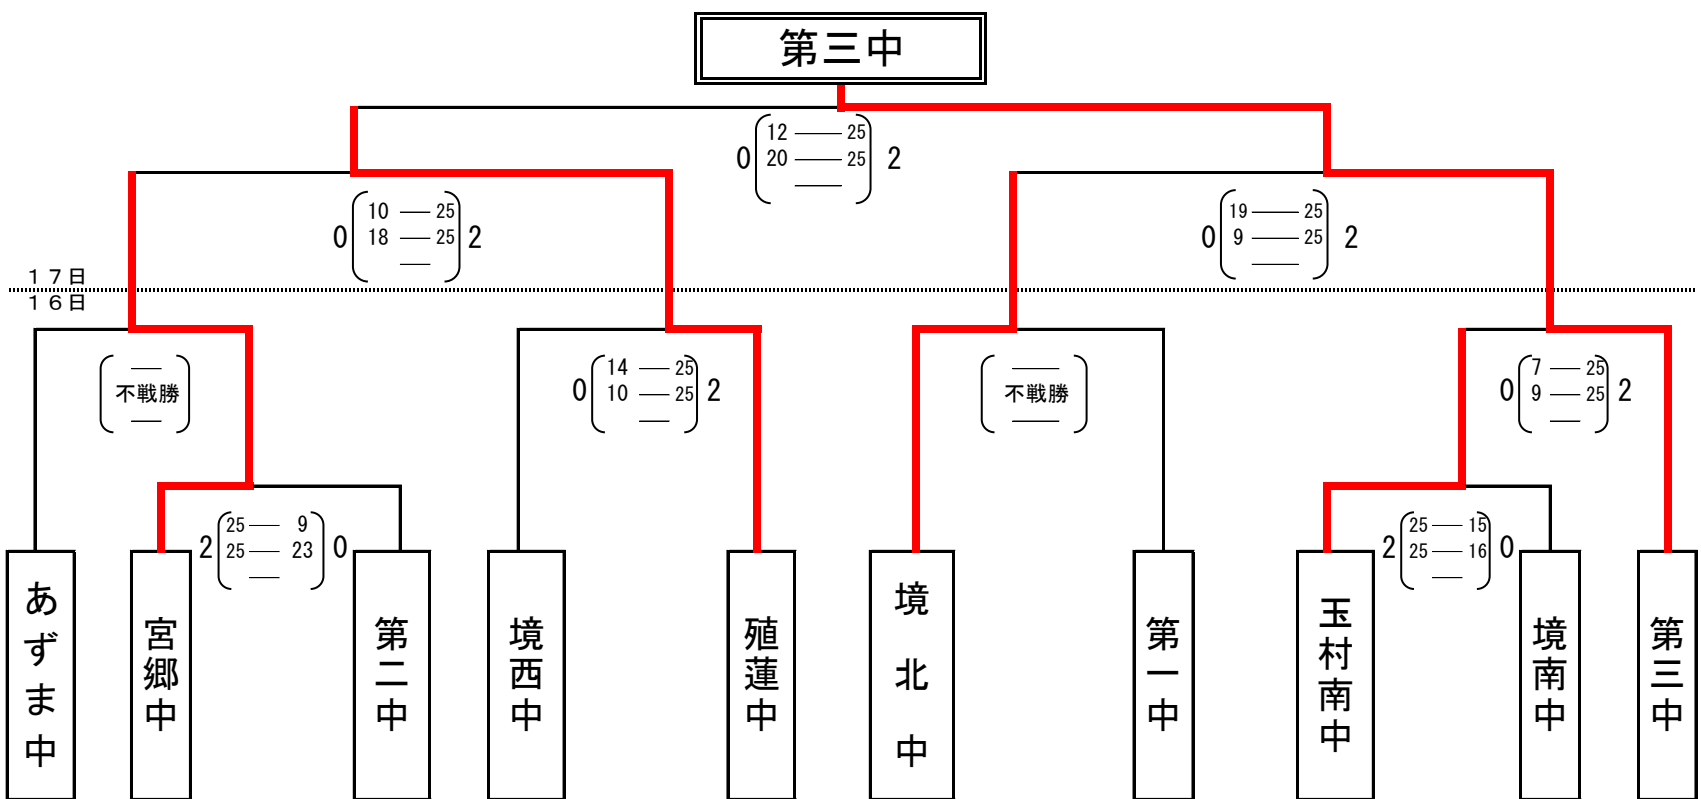 第三中
12 ― 25
0 20 ― 25 2
―
10 ― 25
0 18 ― 25 2
―
19 ― 25
0 9 ― 25 2
―
17日
16日
―
不戦勝
―
14 ― 25
0 10 ― 25 2
―
―
不戦勝
―
7 ― 25
0 9 ― 25 2
―
25 ― 9
2 25 ― 23 0
―
25 ― 15
2 25 ― 16 0
―
あずま中
宮郷中
第二中
境西中
殖蓮中
境北中
第一中
玉村南中
境南中
第三中